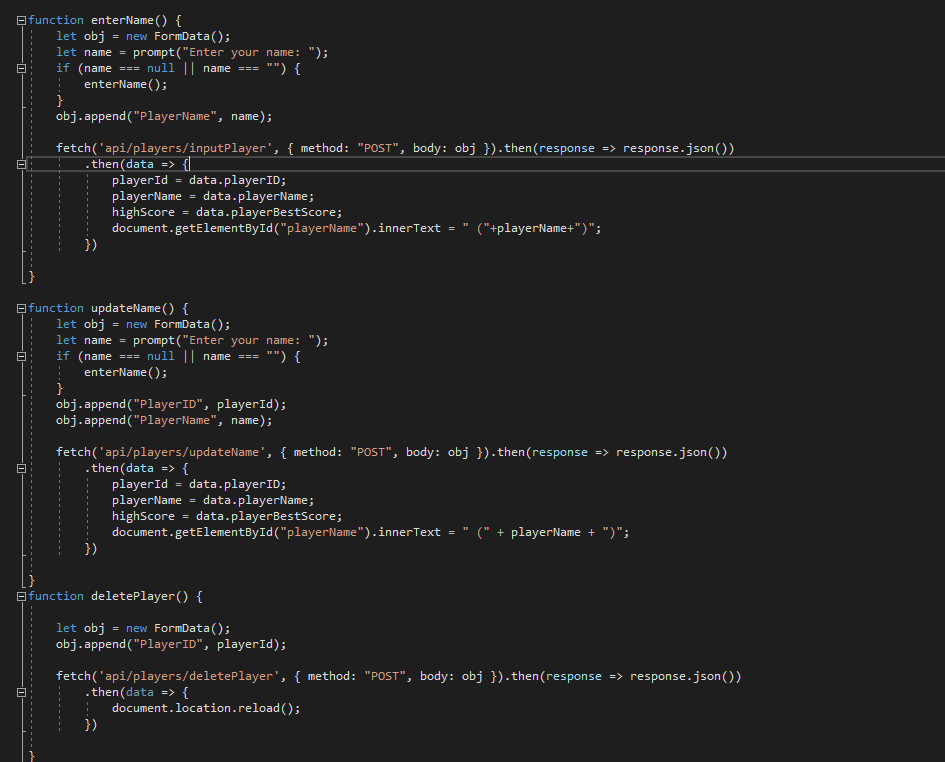 function enterName() {
    let obj = new FormData();
    let name = prompt("Enter your name: ");
    if (name === null || name === "") {
        enterName();
    }
    obj.append("PlayerName", name);
    fetch('api/players/inputPlayer', { method: "POST", body: obj }).then(response => response.json())
        .then(data => {
            playerId = data.playerID;
            playerName = data.playerName;
            highScore = data.playerBestScore;
            document.getElementById("playerName").innerText = " ("+playerName+")";
        })
}
function updateName() {
    let obj = new FormData();
    let name = prompt("Enter your name: ");
    if (name === null || name === "") {
        enterName();
    }
    obj.append("PlayerID", playerId);
    obj.append("PlayerName", name);
    fetch('api/players/updateName', { method: "POST", body: obj }).then(response => response.json())
        .then(data => {
            playerId = data.playerID;
            playerName = data.playerName;
            highScore = data.playerBestScore;
            document.getElementById("playerName").innerText = " (" + playerName + ")";
        })
}
function deletePlayer() {
    let obj = new FormData();
    obj.append("PlayerID", playerId);
    fetch('api/players/deletePlayer', { method: "POST", body: obj }).then(response => response.json())
        .then(data => {
            document.location.reload();
        })
}